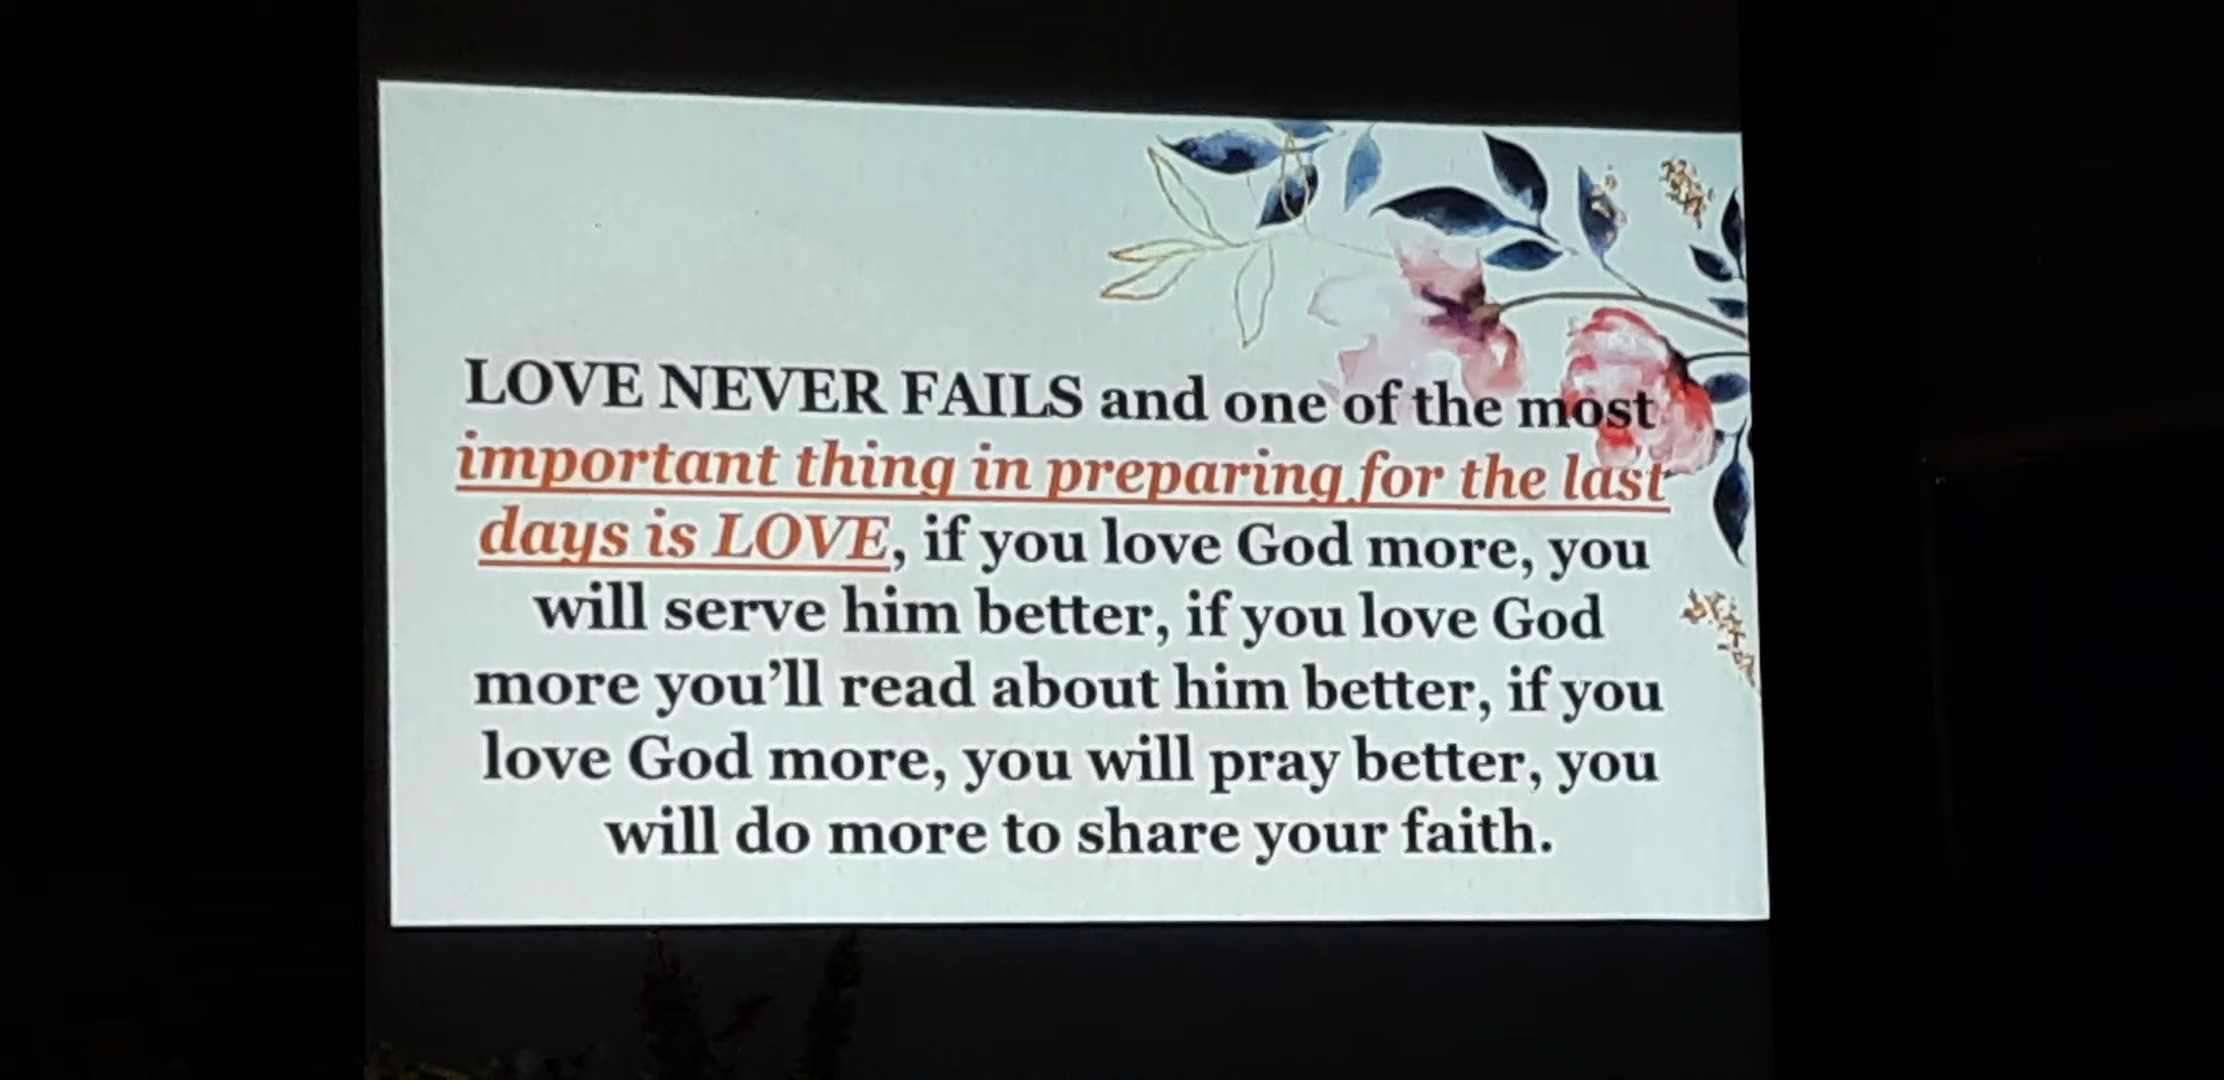 LOVE NEVER FAILS and one of the most
important thing in preparing for the last
days is LOVE, if you love God more, you
will serve him better, if you love God
more you’ll read about him better, if you
love God more, you will pray better, you
will do more to share your faith.